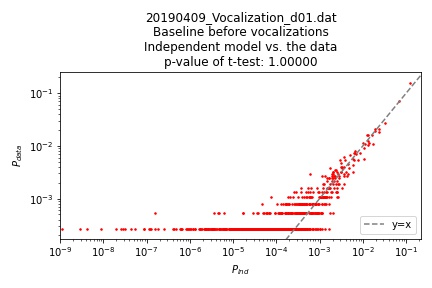 20190409_Vocalization_d01.dat
Baseline before vocalizations
Independent model vs. the data
p-value of t-test: 1.00000
10⁻¹
10⁻²
10⁻³
P_data
y=x
10⁻⁹ 10⁻⁸ 10⁻⁷ 10⁻⁶ 10⁻⁵ 10⁻⁴ 10⁻³ 10⁻² 10⁻¹
P_ind